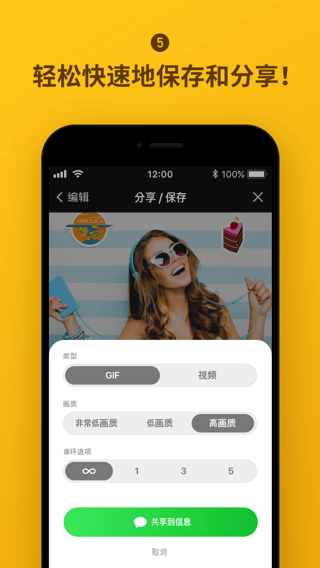 5
轻松快速地保存和分享!
12:00
100%
编辑
分享 / 保存
VENEZUELA
类型
GIF
视频
画质
非常低画质
低画质
高画质
循环选项
∞
1
3
5
共享到信息
取消